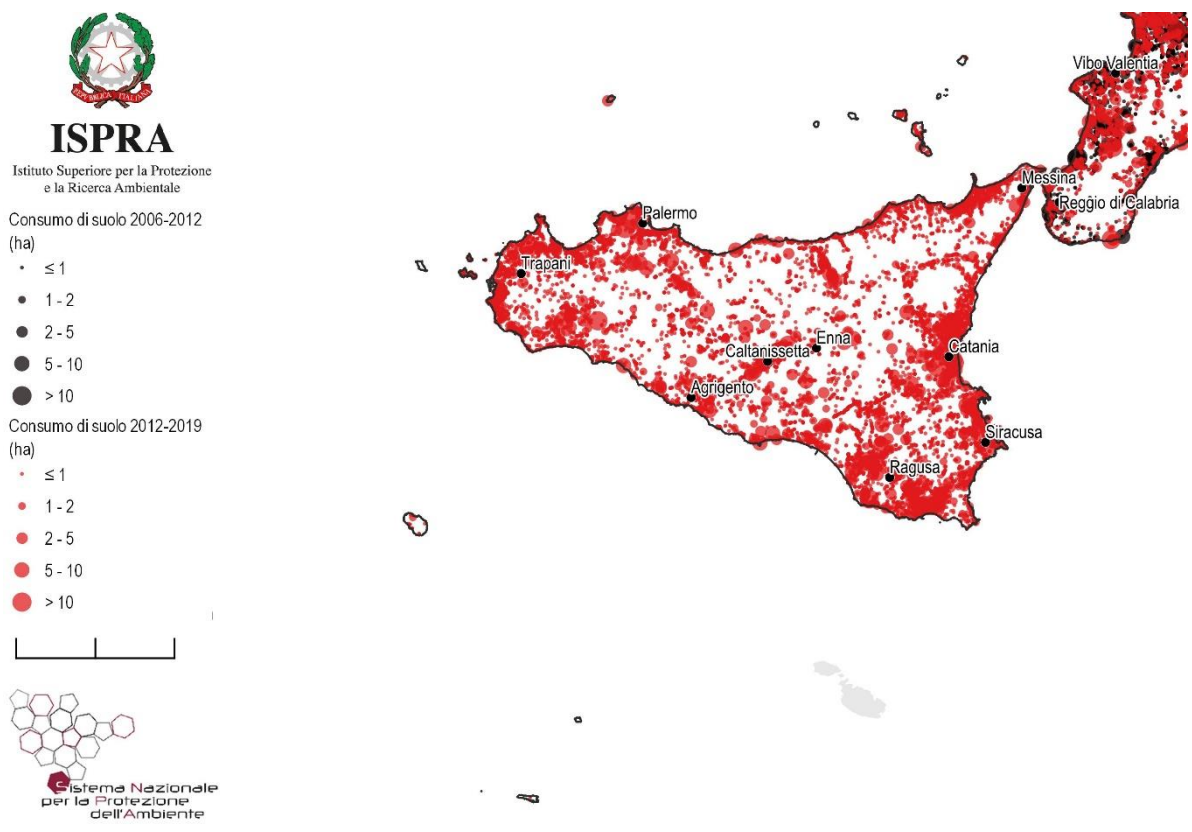 REPVBBLICA ITALIANA
ISPRA
Istituto Superiore per la Protezione
e la Ricerca Ambientale
Consumo di suolo 2006-2012
(ha)
≤ 1
1 - 2
2 - 5
5 - 10
> 10
Consumo di suolo 2012-2019
(ha)
≤ 1
1 - 2
2 - 5
5 - 10
> 10
Sistema Nazionale
per la Protezione
dell'Ambiente
Vibo Valentia
Messina
Reggio di Calabria
Palermo
Trapani
Enna
Caltanissetta
Catania
Agrigento
Siracusa
Ragusa